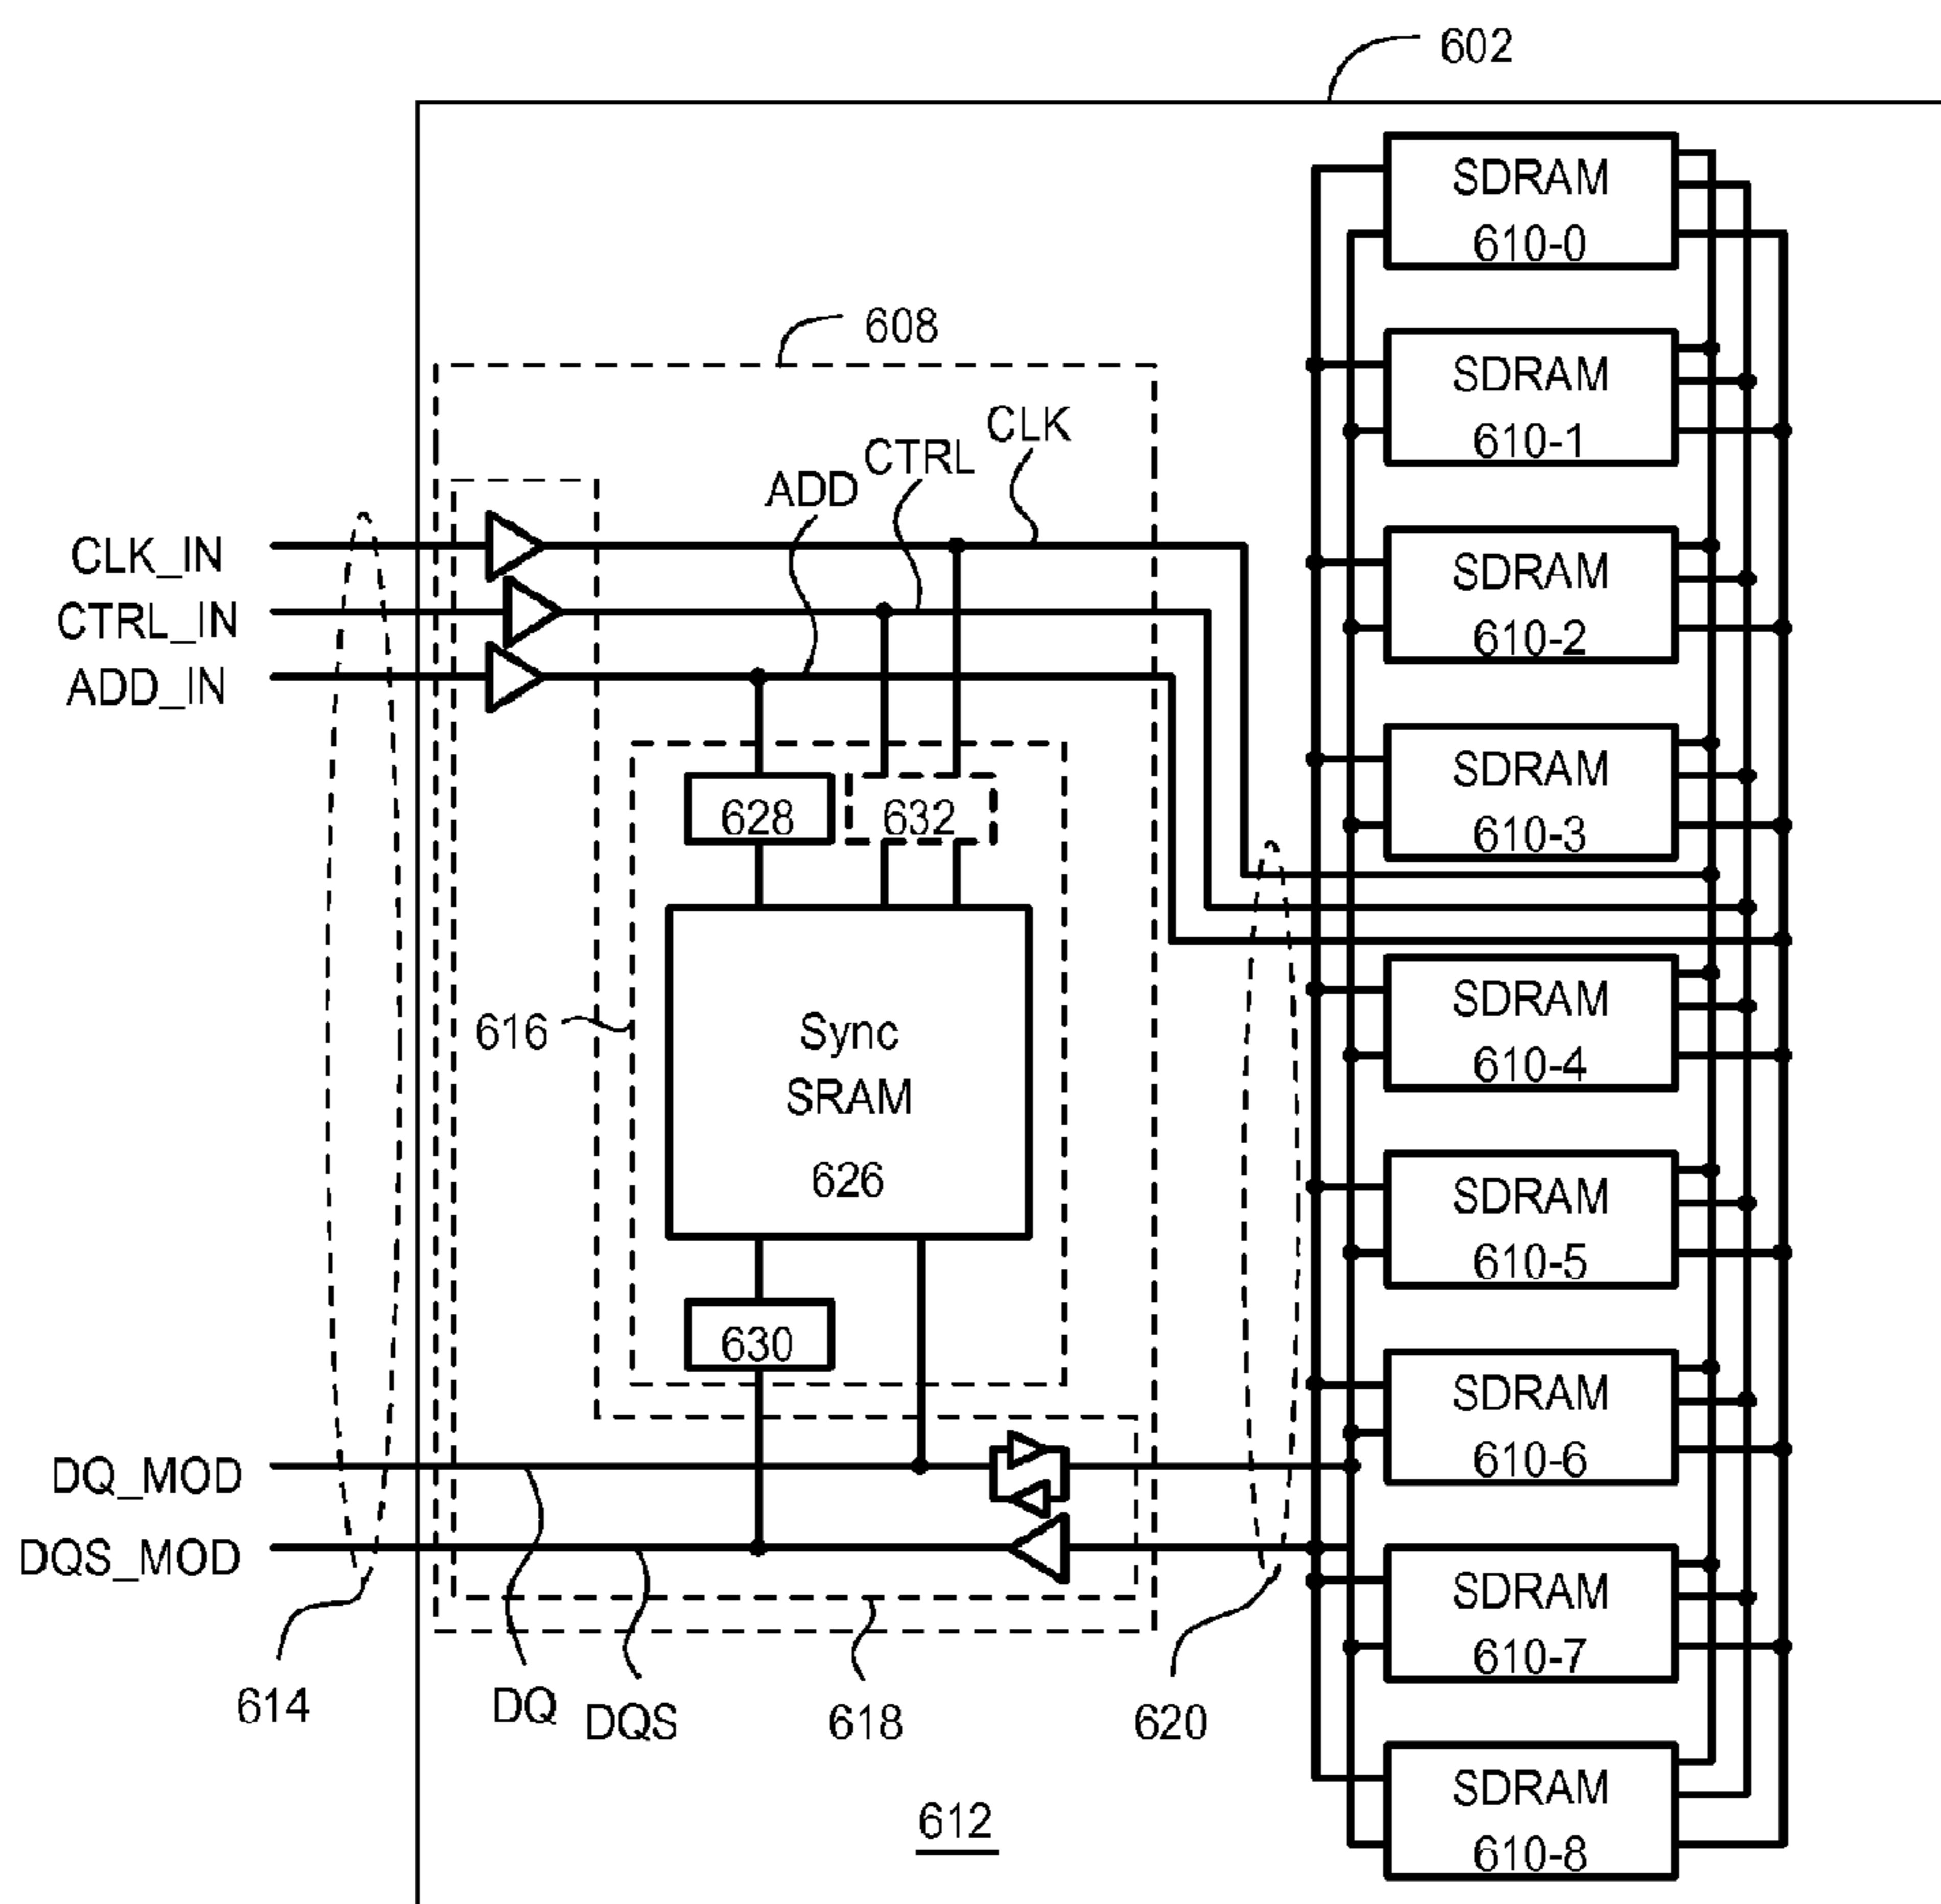 602
SDRAM
610-0
608
SDRAM
610-1
CLK
CTRL
ADD
CLK_IN
CTRL_IN
ADD_IN
SDRAM
610-2
SDRAM
610-3
628
632
616
Sync
SRAM
626
SDRAM
610-4
SDRAM
610-5
630
SDRAM
610-6
DQ_MOD
DQS_MOD
SDRAM
610-7
614
DQ
DQS
618
620
SDRAM
610-8
612